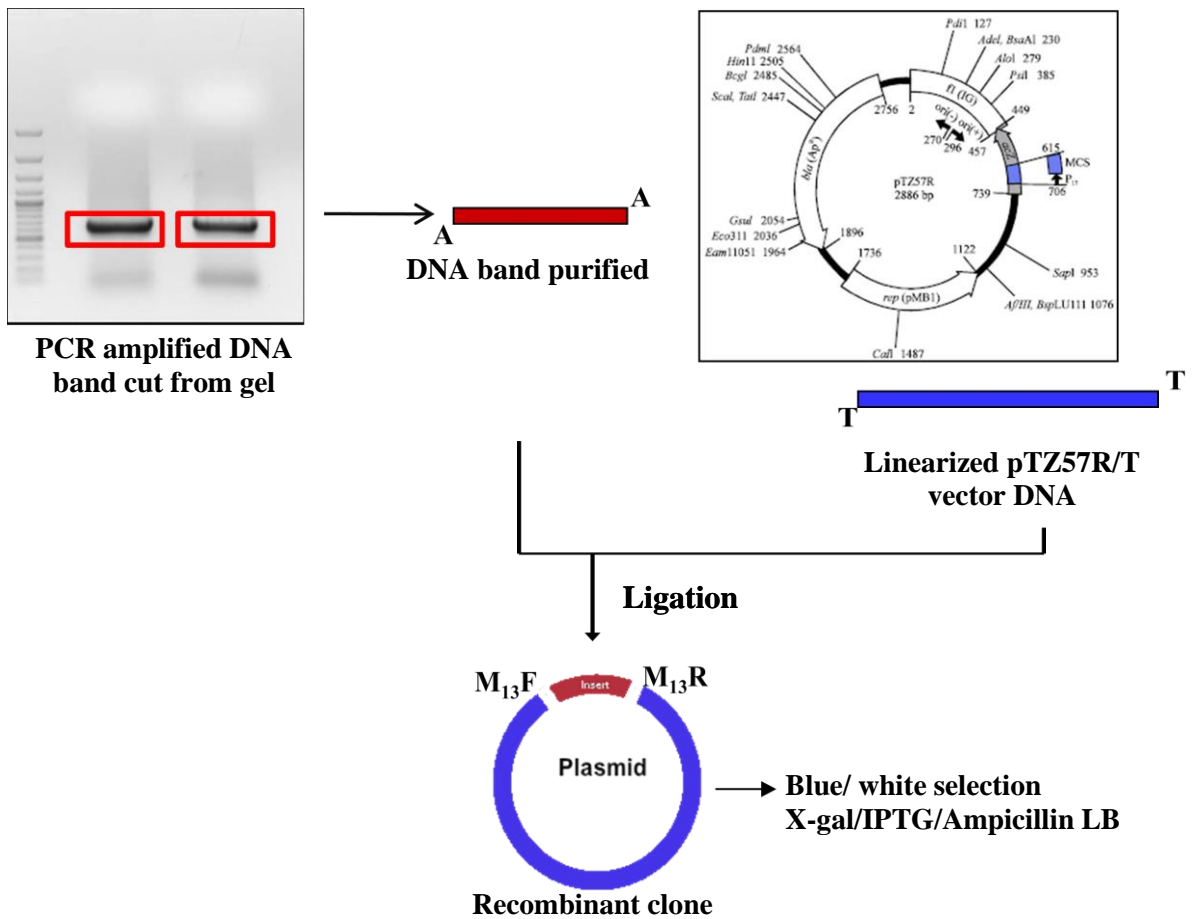 PdiI 127
AdeI, BsaAI 230
AloI 279
PsiI 385
PdmI 2564
Hin1I 2505
BcgI 2485
ScaI, TatI 2447
2756
2
f1 (IG)
449
ori(-) ori(+)
270
296
457
lacZ
615
MCS
P
706
bla (Ap^R)
pTZ57R
2886 bp
739
GsuI 2054
Eco31I 2036
Eam1105I 1964
1896
1736
1122
SapI 953
rep (pMB1)
AflIII, BspLU11I 1076
CaiI 1487
A
A
DNA band purified
PCR amplified DNA
band cut from gel
T
T
Linearized pTZ57R/T
vector DNA
Ligation
M₁₃F
Insert
M₁₃R
Plasmid
Blue/ white selection
X-gal/IPTG/Ampicillin LB
Recombinant clone